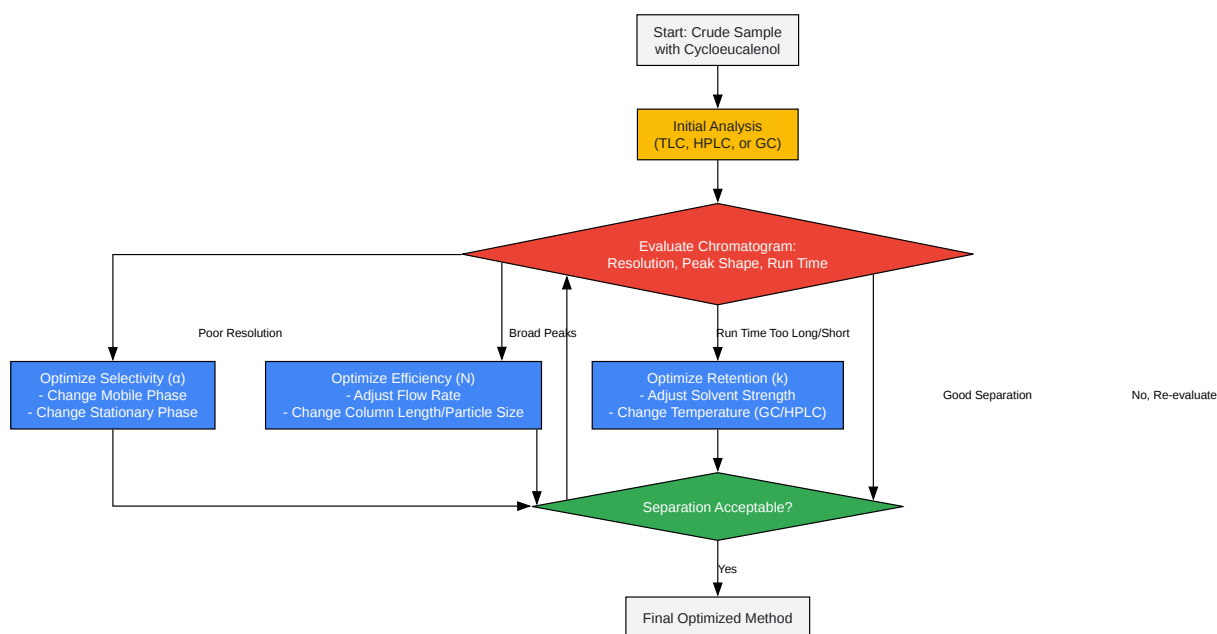 Start: Crude Sample
with Cycloeucalenol
Initial Analysis
(TLC, HPLC, or GC)
Evaluate Chromatogram:
Resolution, Peak Shape, Run Time
Poor Resolution
Broad Peaks
Run Time Too Long/Short
Optimize Selectivity (α)
- Change Mobile Phase
- Change Stationary Phase
Optimize Efficiency (N)
- Adjust Flow Rate
- Change Column Length/Particle Size
Optimize Retention (k)
- Adjust Solvent Strength
- Change Temperature (GC/HPLC)
Good Separation
No, Re-evaluate
Separation Acceptable?
Yes
Final Optimized Method